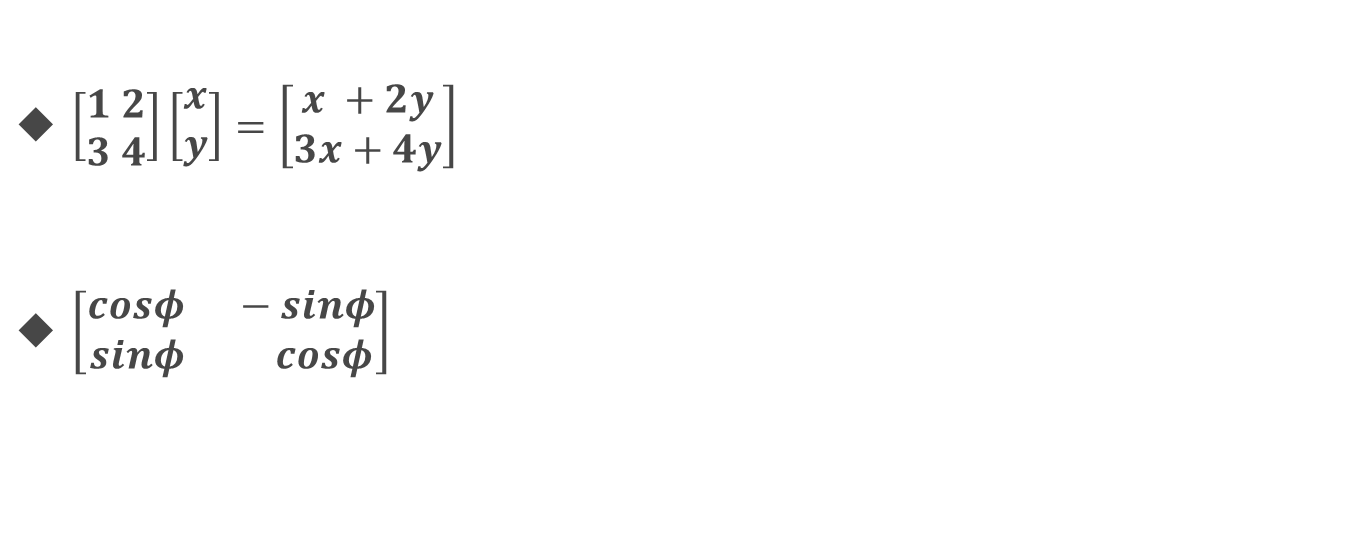 ◆ [1 2] [x] = [x + 2y]
[3 4] [y] [3x + 4y]
◆ [cosϕ − sinϕ]
[sinϕ cosϕ]